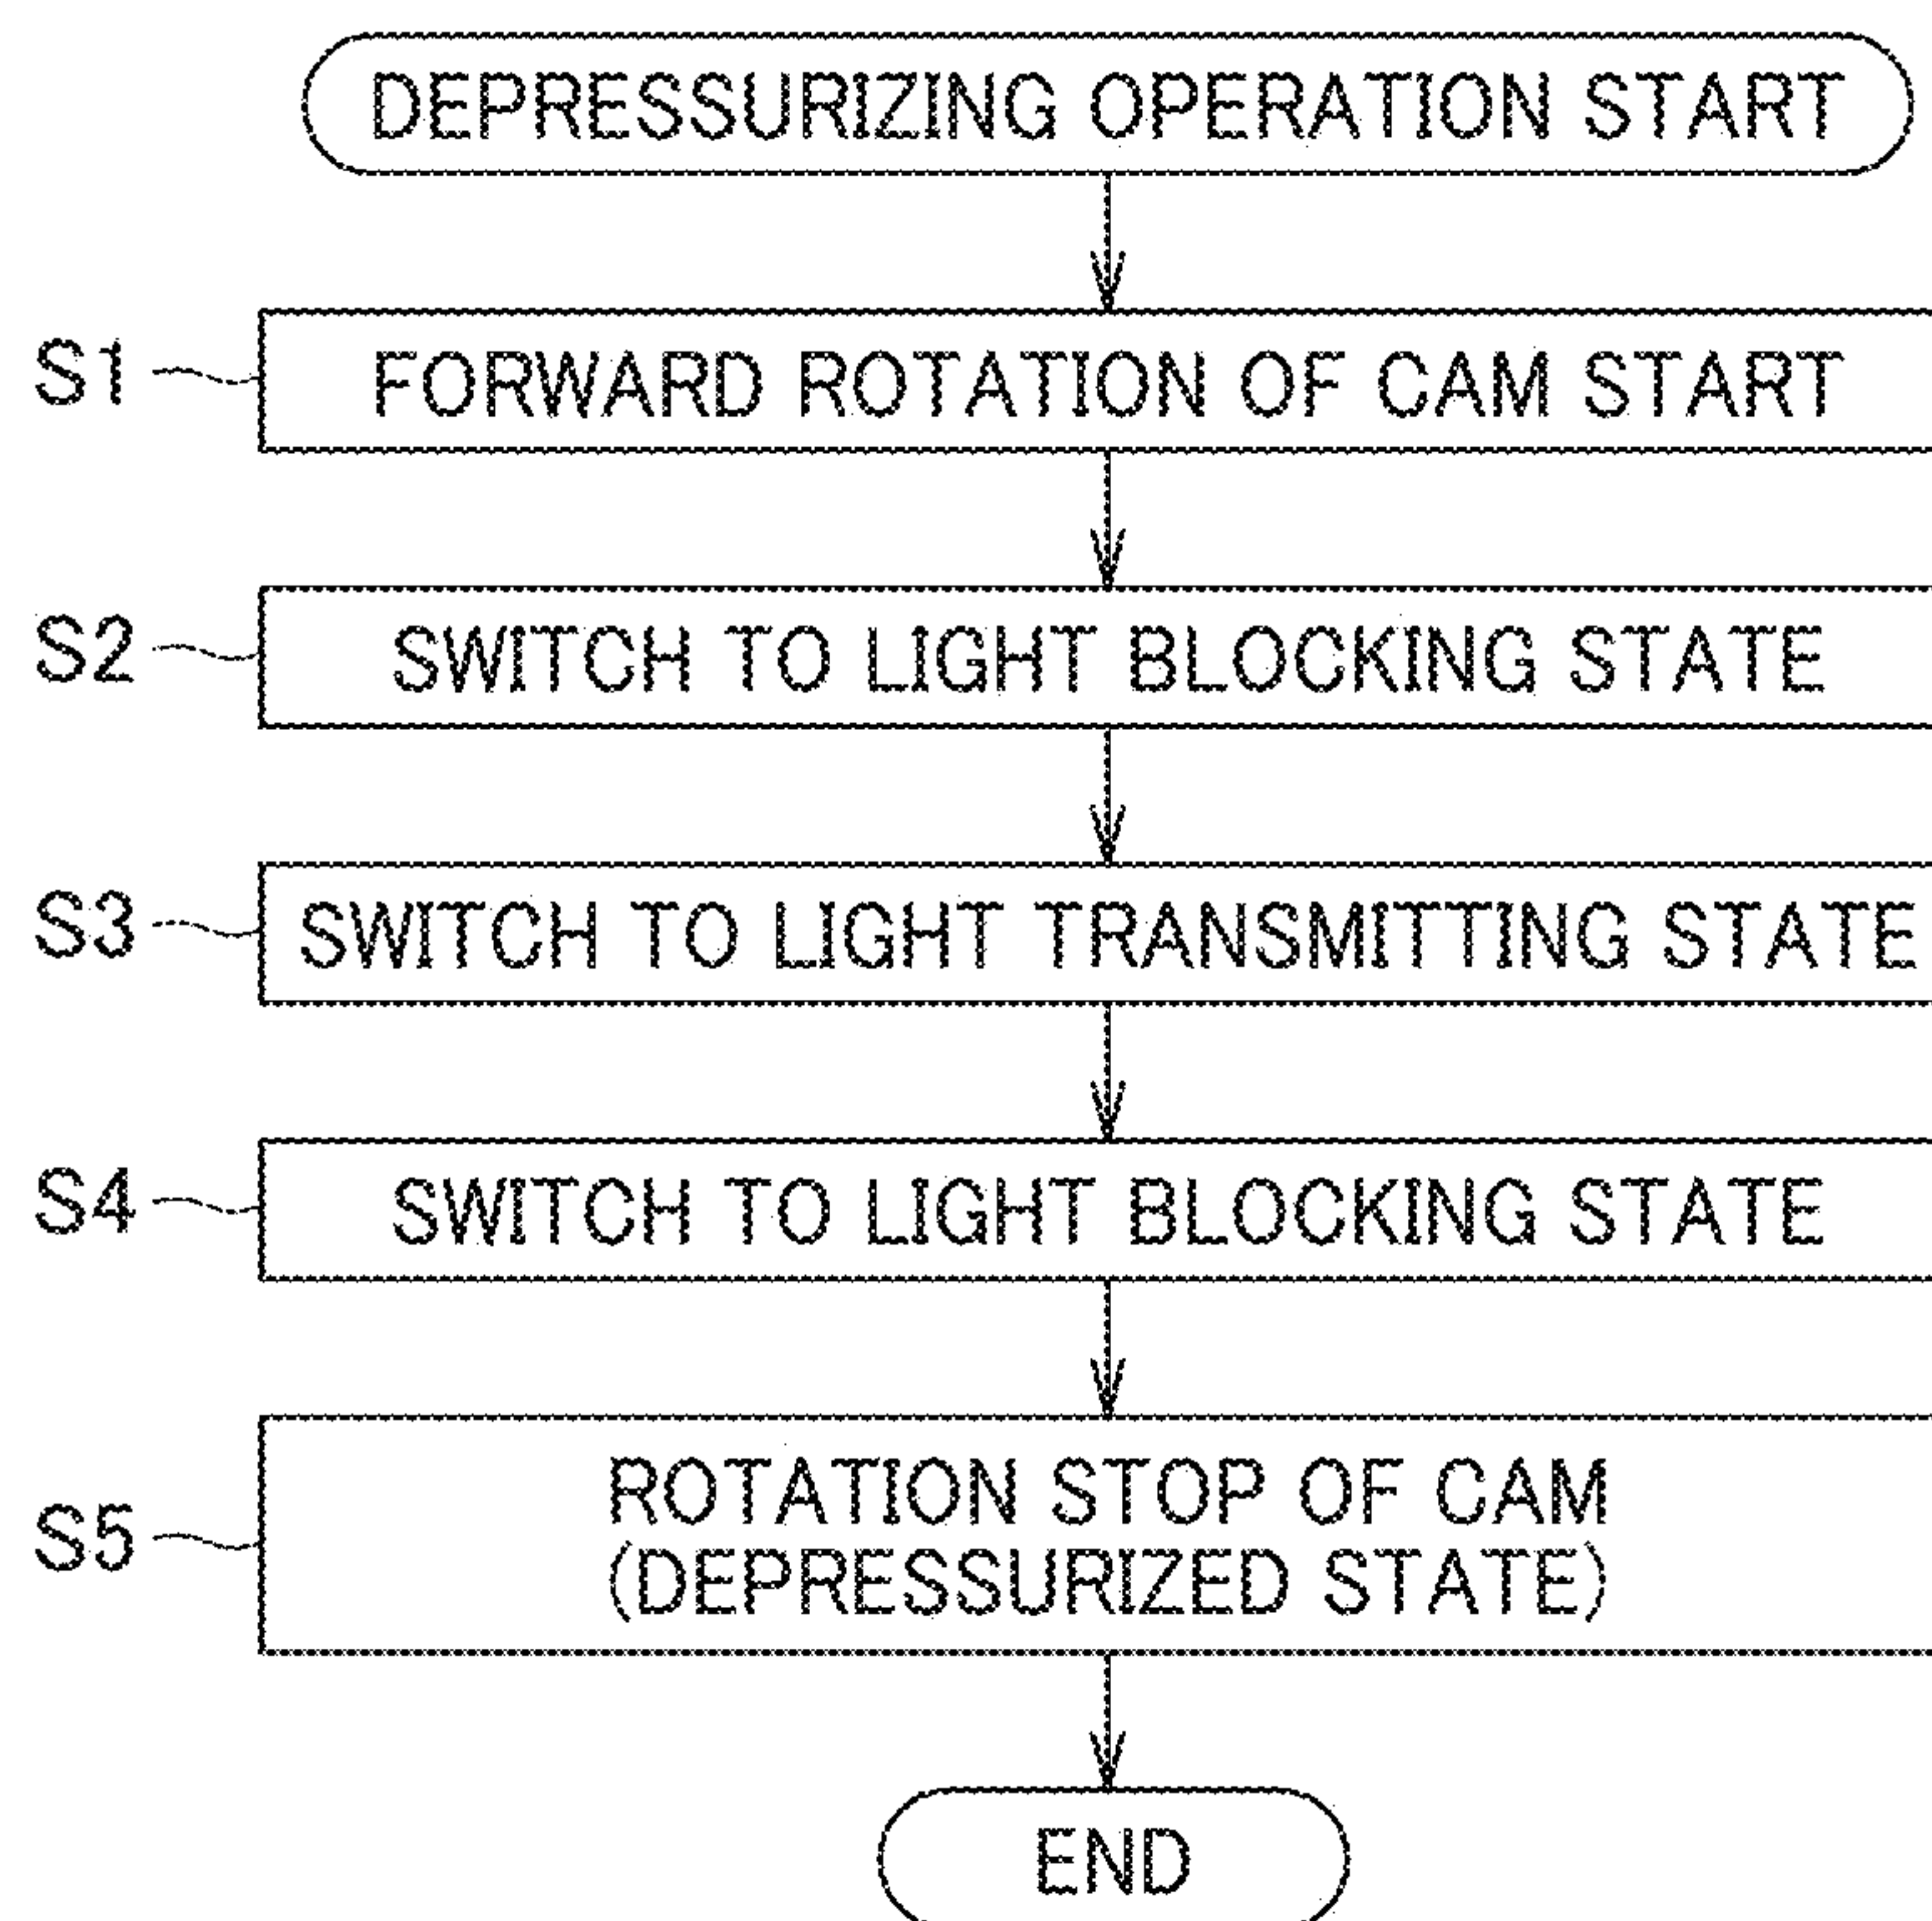 DEPRESSURIZING OPERATION START
S1 FORWARD ROTATION OF CAM START
S2 SWITCH TO LIGHT BLOCKING STATE
S3 SWITCH TO LIGHT TRANSMITTING STATE
S4 SWITCH TO LIGHT BLOCKING STATE
S5 ROTATION STOP OF CAM
(DEPRESSURIZED STATE)
END